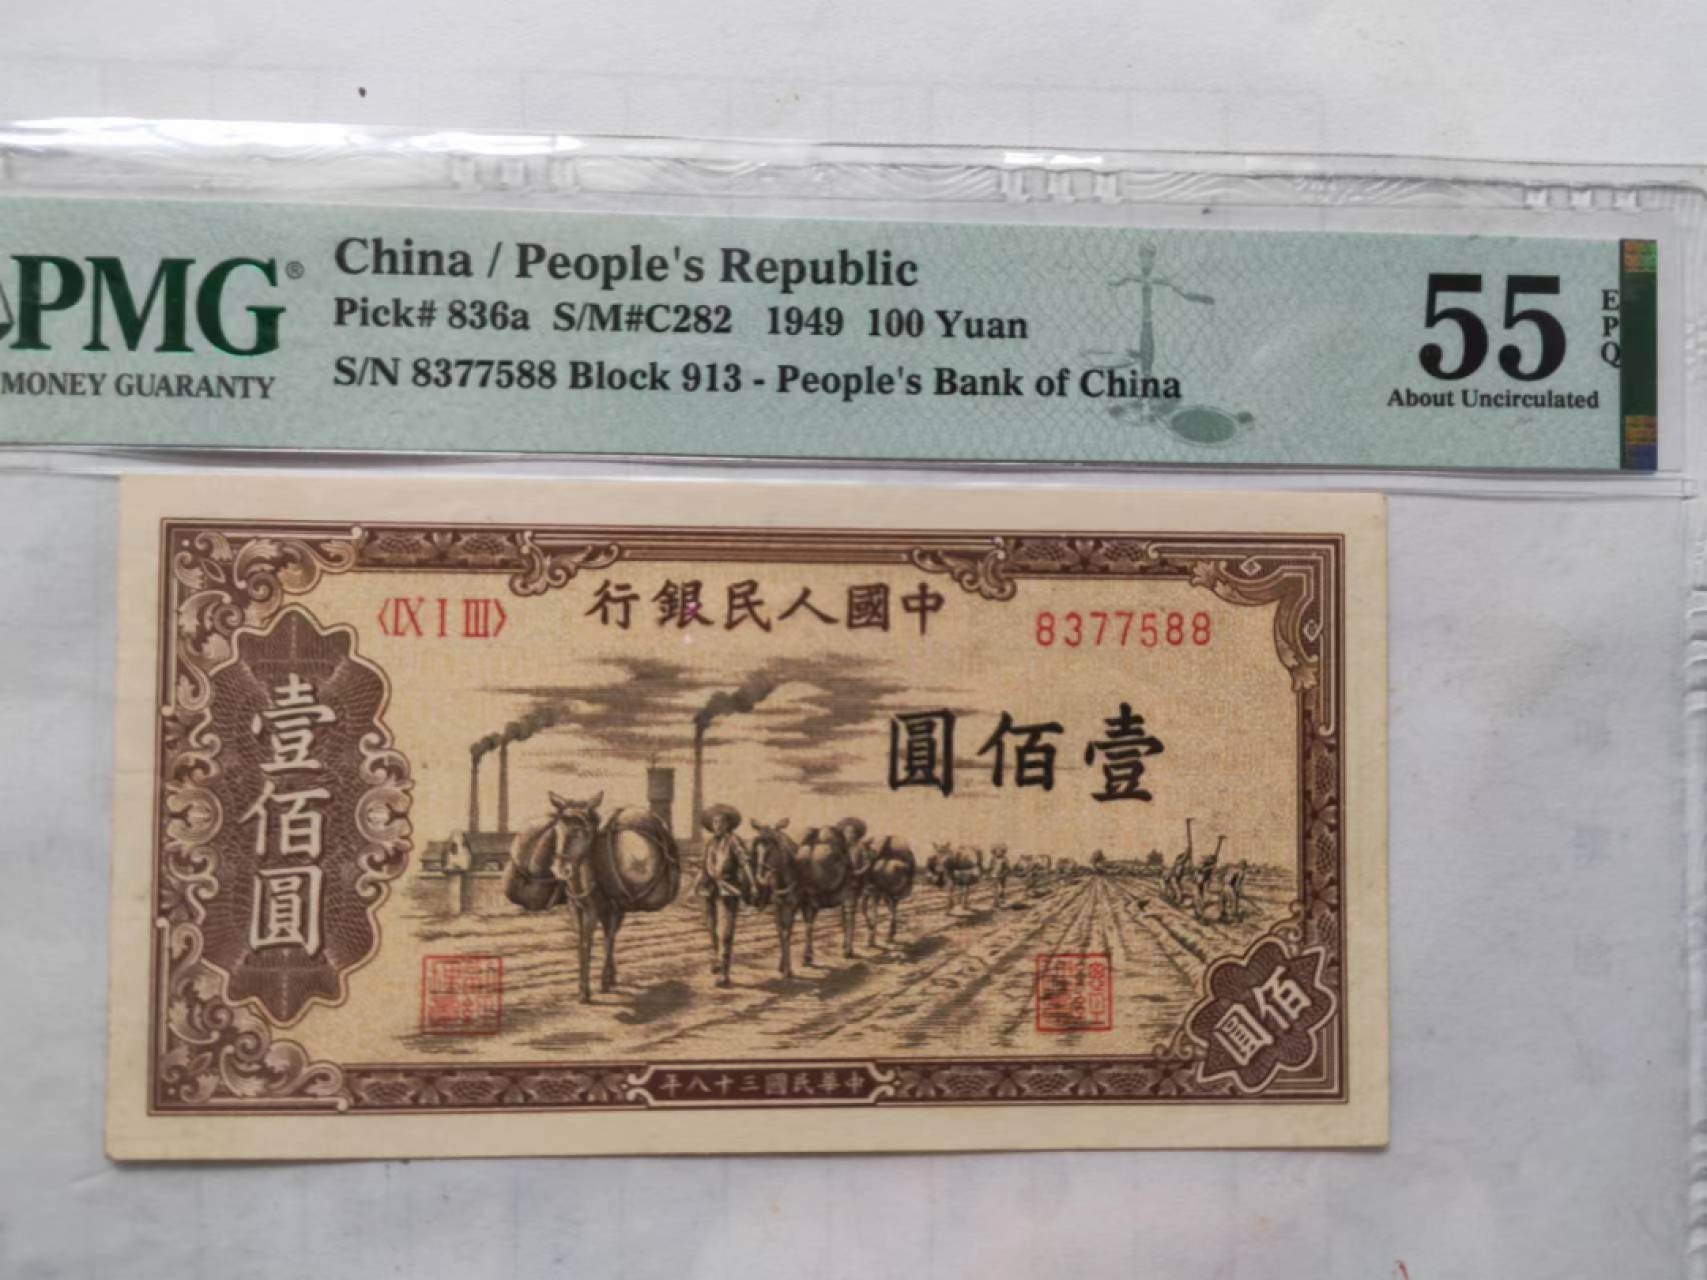 PMG®
MONEY GUARANTY
China / People's Republic
Pick# 836a S/M#C282 1949 100 Yuan
S/N 8377588 Block 913 - People's Bank of China
55
EPQ
About Uncirculated
〈ⅨⅠⅢ〉
行銀民人國中
8377588
圓佰壹
壹佰圓
佰圓
年八十三國民華中